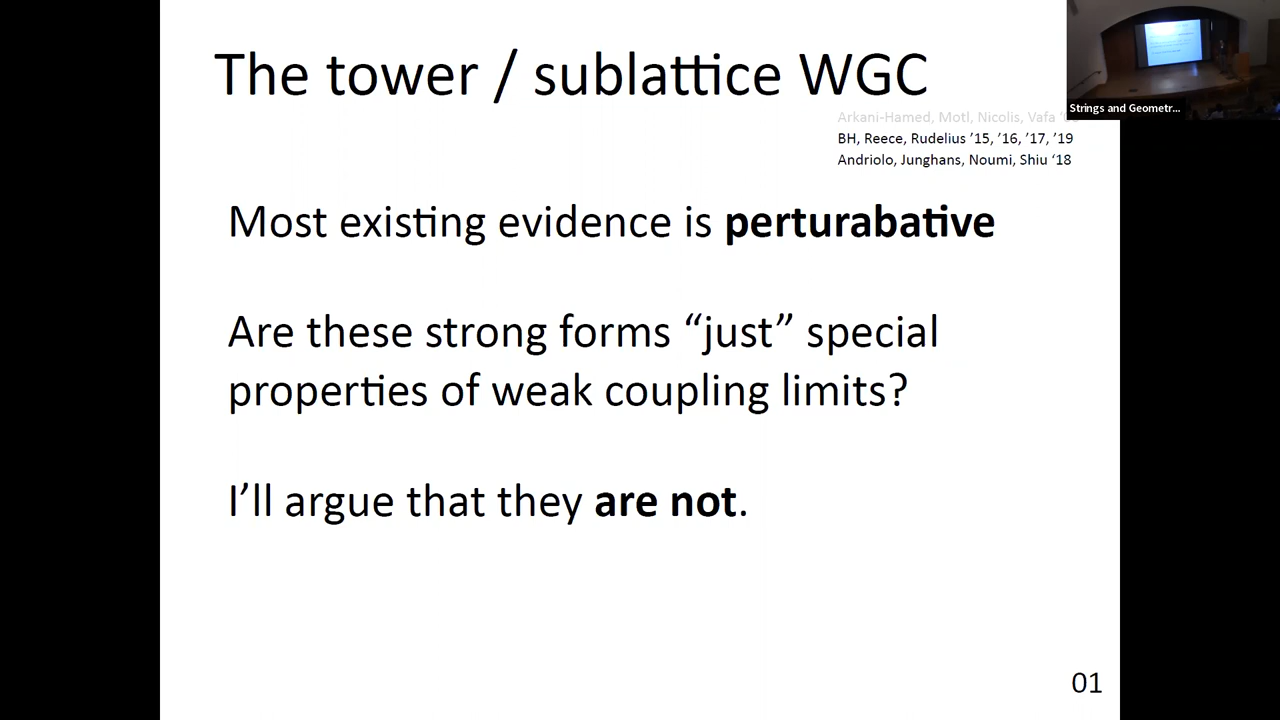 The tower / sublattice WGC
Strings and Geometr...
Arkani-Hamed, Motl, Nicolis, Vafa
BH, Reece, Rudelius ’15, ’16, ’17, ’19
Andriolo, Junghans, Noumi, Shiu ‘18
Most existing evidence is perturabative
Are these strong forms “just” special
properties of weak coupling limits?
I’ll argue that they are not.
01